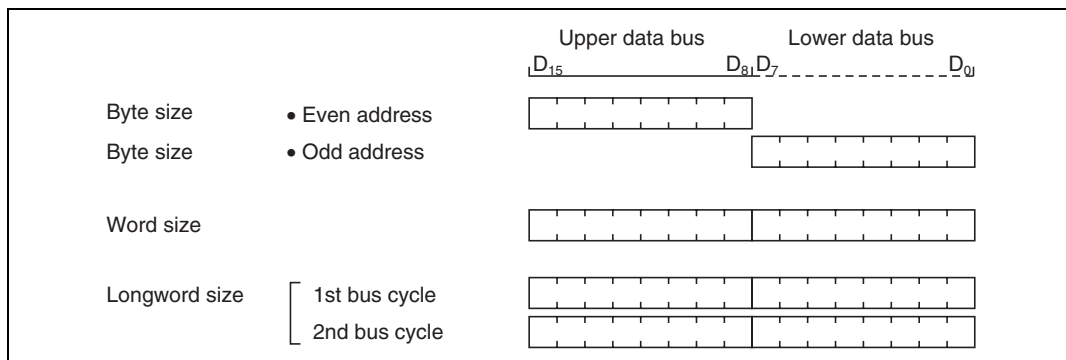 Upper data bus Lower data bus
D15 D8 D7 D0
Byte size • Even address
Byte size • Odd address
Word size
Longword size 1st bus cycle
2nd bus cycle